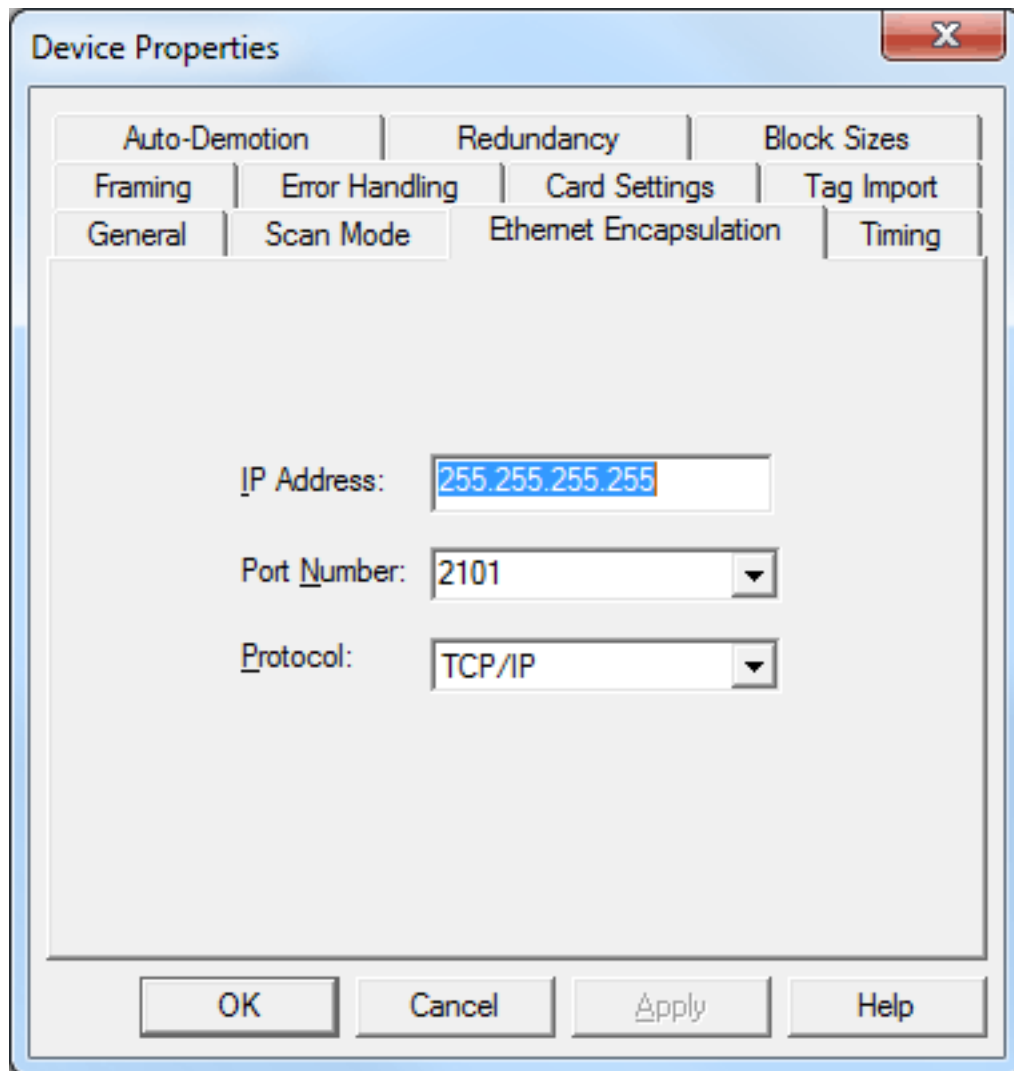 Device Properties
Auto-Demotion Redundancy Block Sizes
Framing Error Handling Card Settings Tag Import
General Scan Mode Ethernet Encapsulation Timing
IP Address: 255.255.255.255
Port Number: 2101
Protocol: TCP/IP
OK Cancel Apply Help